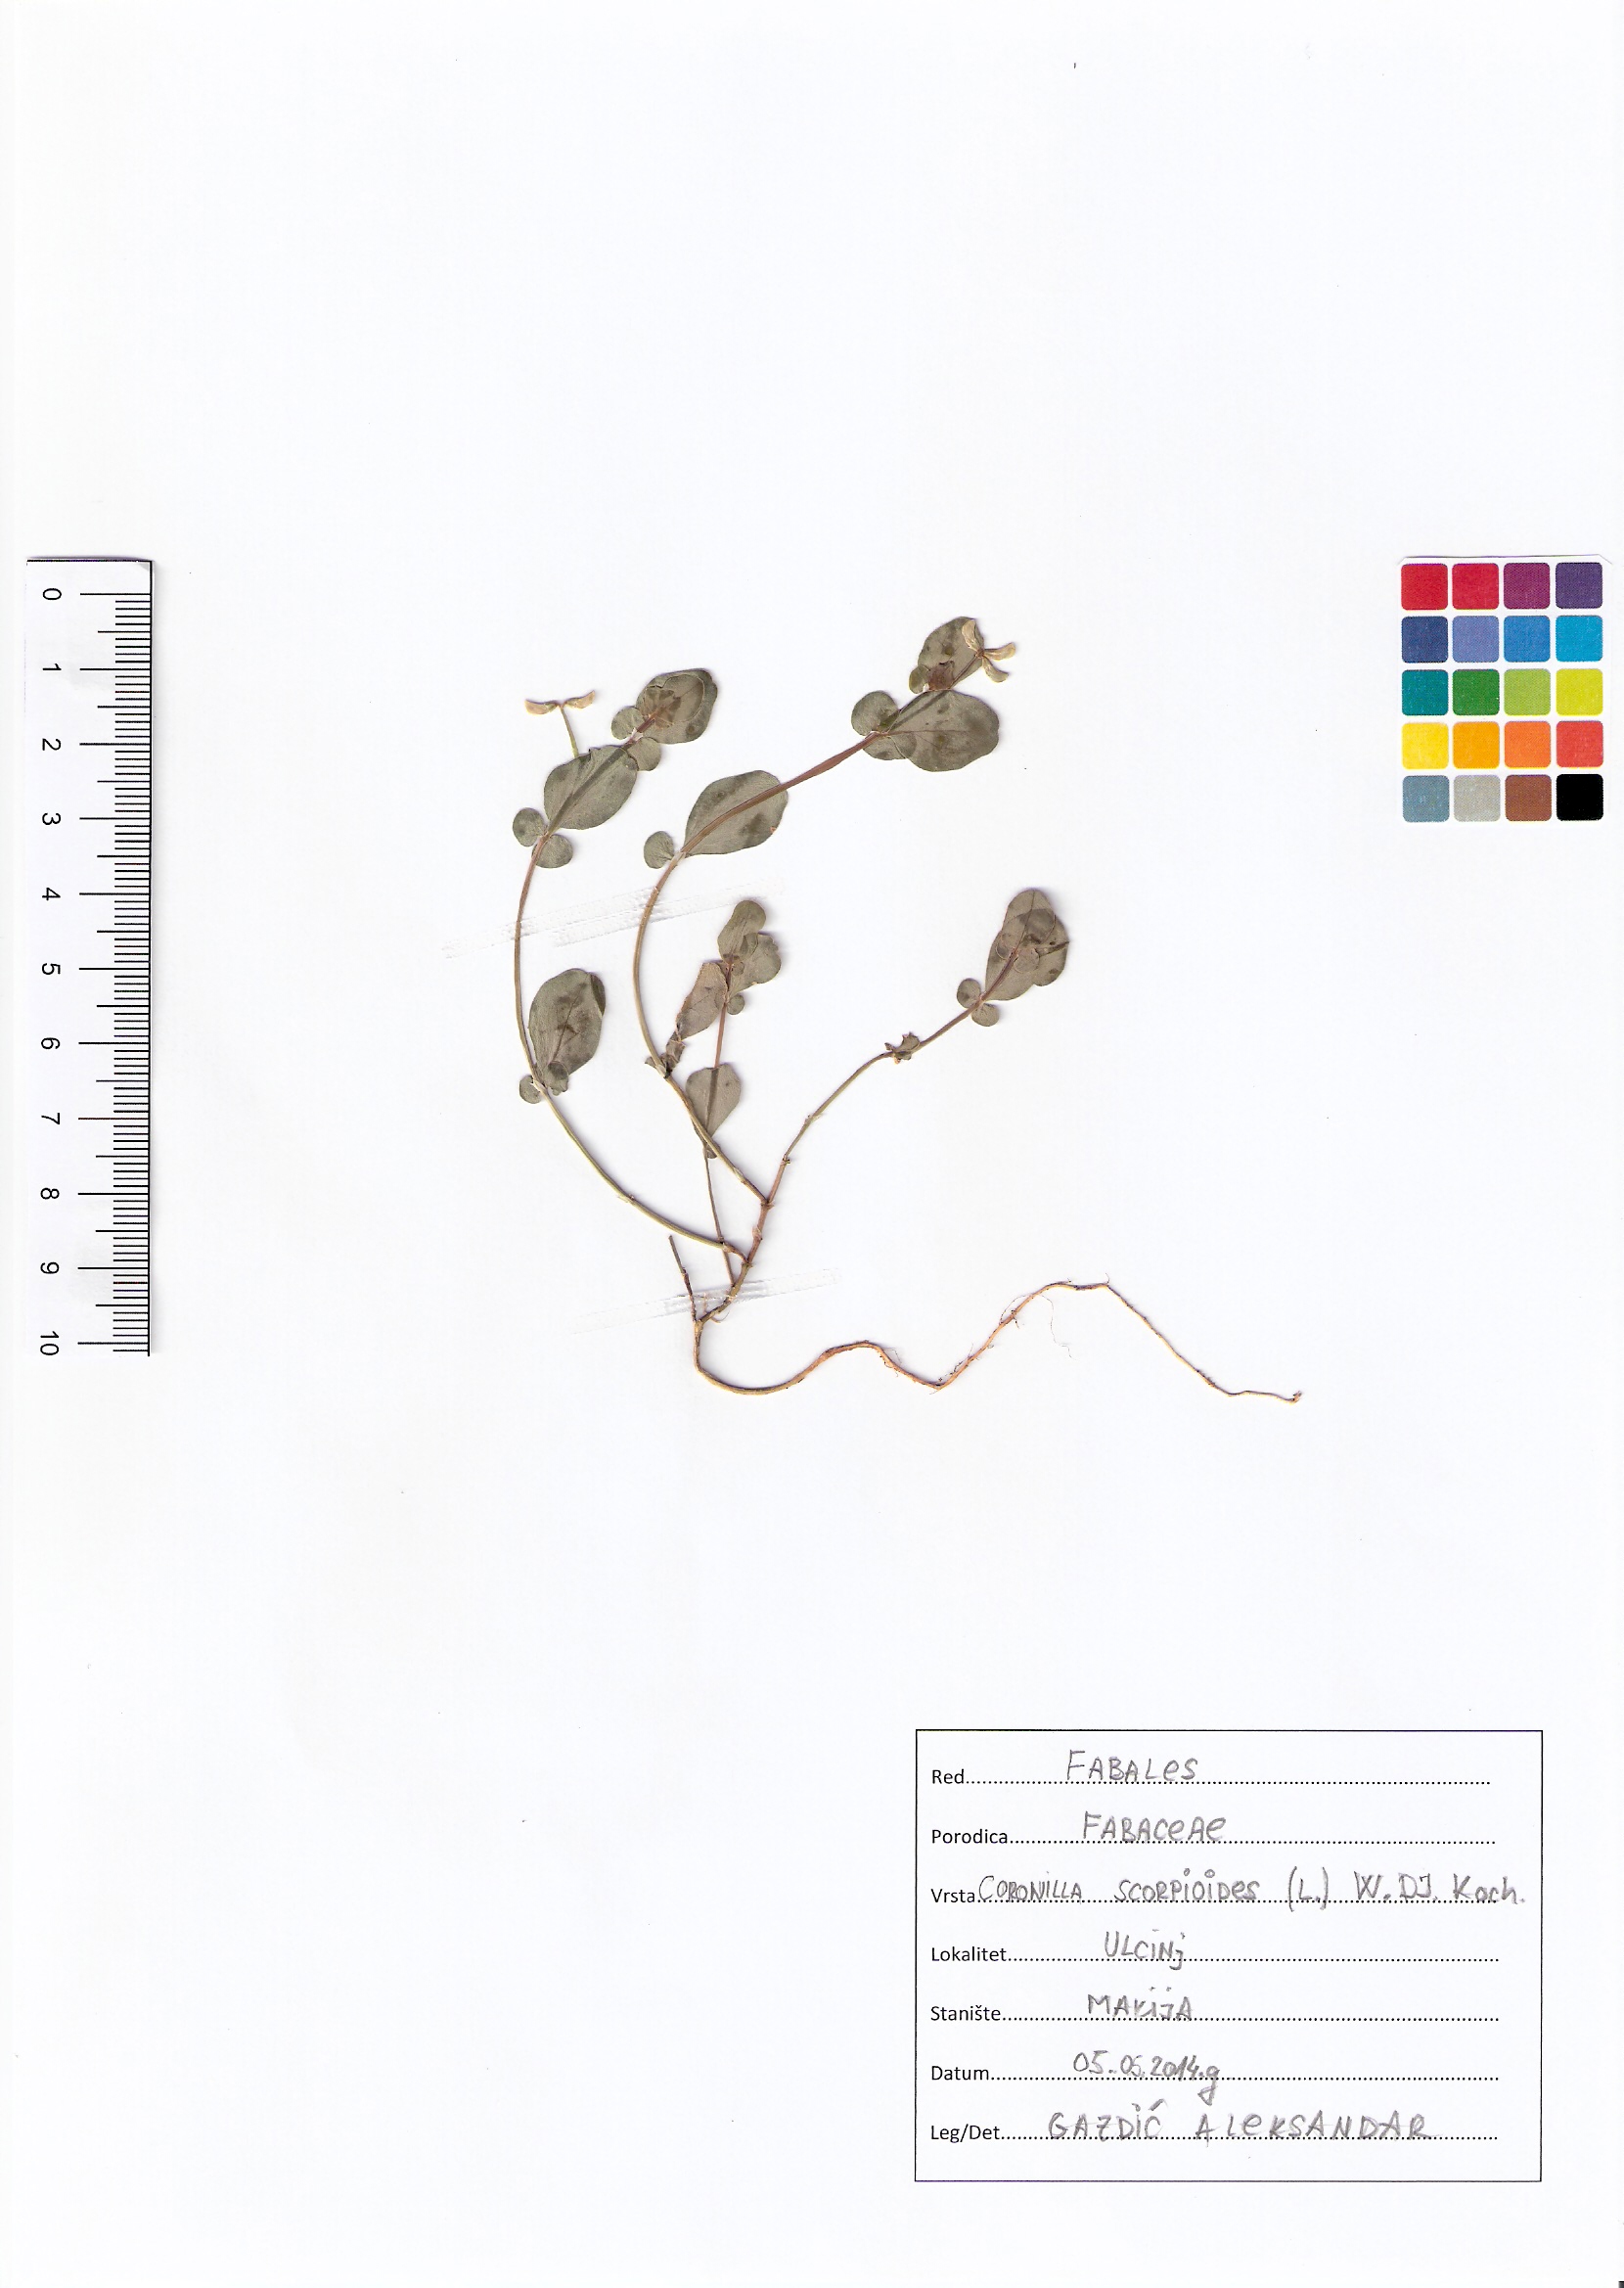 0
1
2
3
4
5
6
7
8
9
10
Red FABALES
Porodica FABACEAE
Vrsta CORONILLA SCORPIOIDES (L.) W.DJ. Koch.
Lokalitet ULCINj
Stanište MAKIJA
Datum 05.05.2014.g
Leg/Det GAZDIĆ ALEKSANDAR